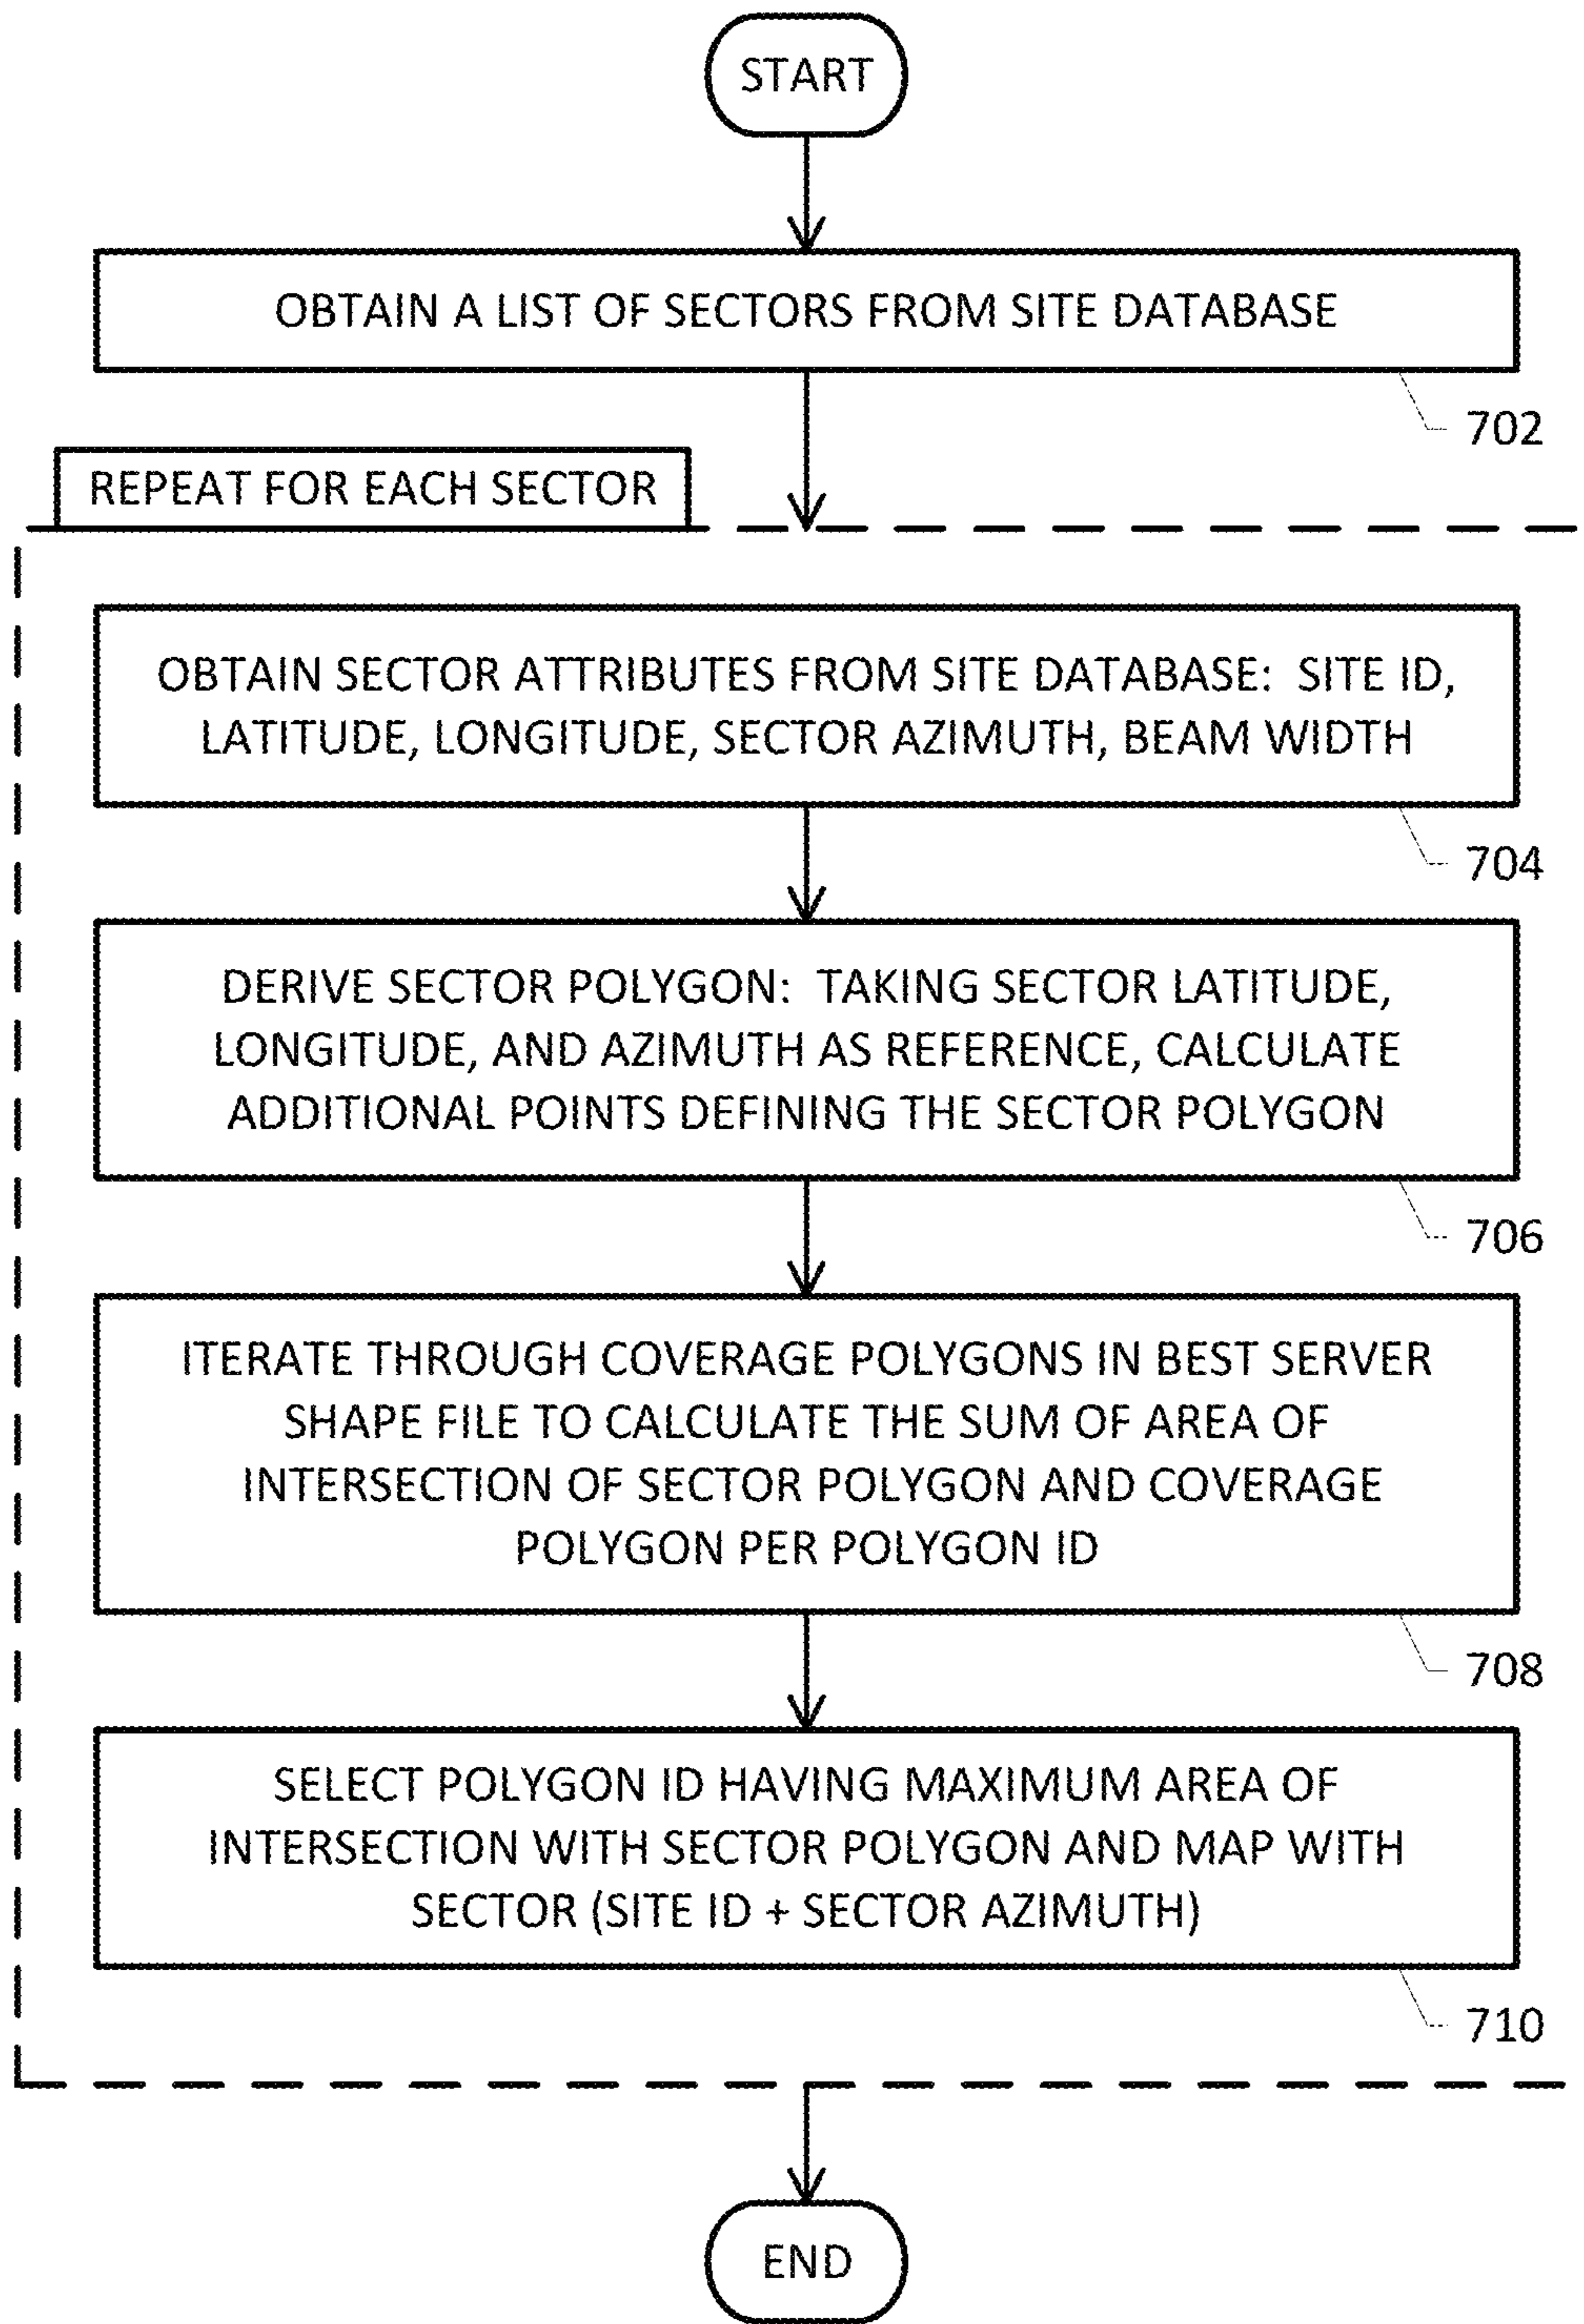 START
OBTAIN A LIST OF SECTORS FROM SITE DATABASE
702
REPEAT FOR EACH SECTOR
OBTAIN SECTOR ATTRIBUTES FROM SITE DATABASE: SITE ID,
LATITUDE, LONGITUDE, SECTOR AZIMUTH, BEAM WIDTH
704
DERIVE SECTOR POLYGON: TAKING SECTOR LATITUDE,
LONGITUDE, AND AZIMUTH AS REFERENCE, CALCULATE
ADDITIONAL POINTS DEFINING THE SECTOR POLYGON
706
ITERATE THROUGH COVERAGE POLYGONS IN BEST SERVER
SHAPE FILE TO CALCULATE THE SUM OF AREA OF
INTERSECTION OF SECTOR POLYGON AND COVERAGE
POLYGON PER POLYGON ID
708
SELECT POLYGON ID HAVING MAXIMUM AREA OF
INTERSECTION WITH SECTOR POLYGON AND MAP WITH
SECTOR (SITE ID + SECTOR AZIMUTH)
710
END